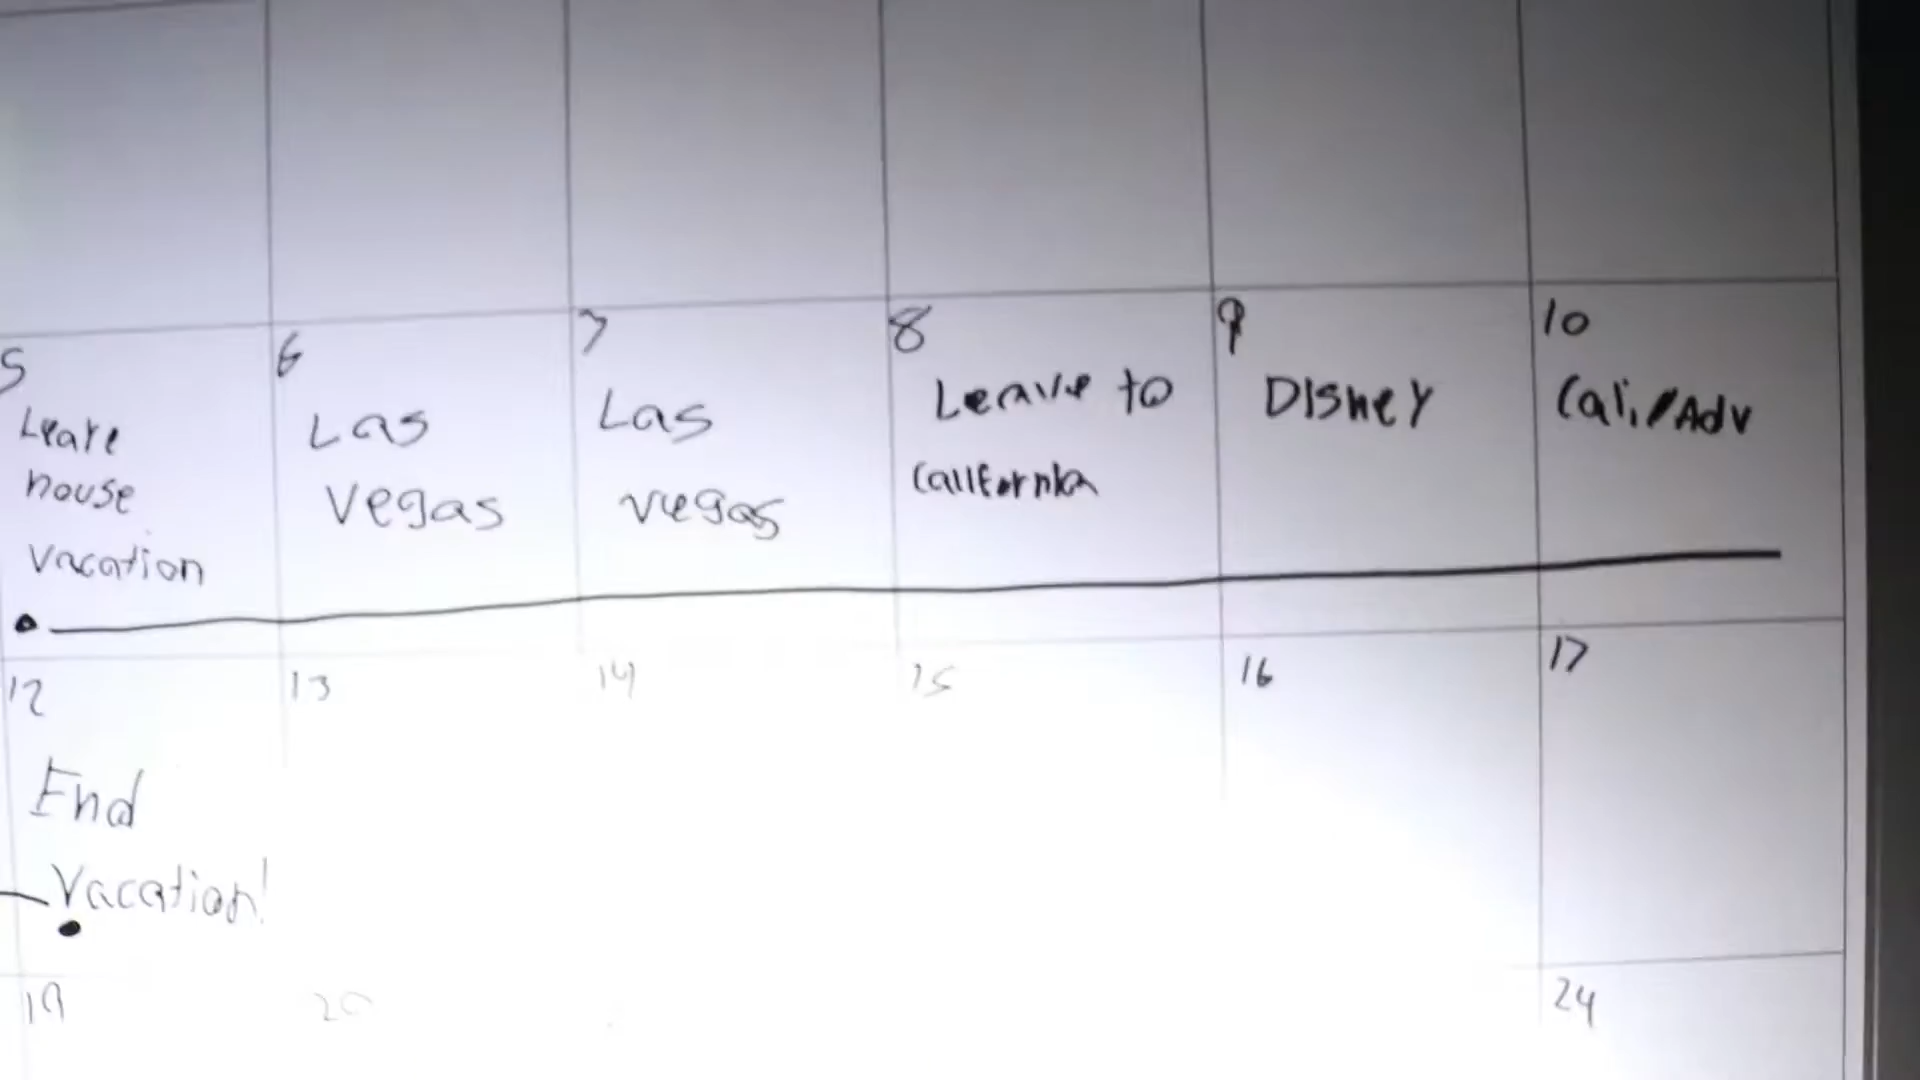 5
Leave
house
vacation
6
Las
Vegas
7
Las
vegas
8
Leave to
California
9
DISNEY
10
Cali/Adv
12
End
Vacation!
13
14
15
16
17
19
20
24